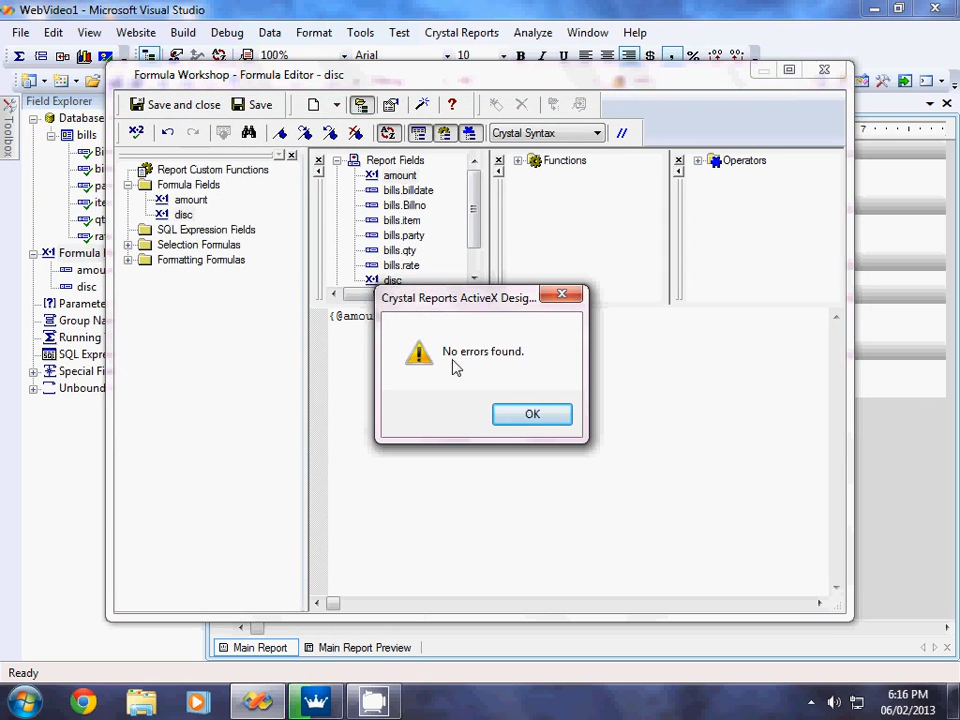 WebVideo1 - Microsoft Visual Studio
File Edit View Website Build Debug Data Format Tools Test Crystal Reports Analyze Window Help
100% Arial 10 B I U $ , %
Formula Workshop - Formula Editor - disc
Field Explorer
Save and close Save ?
Toolbox
Database
bills
Formula
amou
disc
Parameter
Group Na
Running
SQL Expre
Special Fi
Unbound
Crystal Syntax //
Report Custom Functions
Formula Fields
amount
disc
SQL Expression Fields
Selection Formulas
Formatting Formulas
Report Fields
amount
bills.billdate
bills.Billno
bills.item
bills.party
bills.qty
bills.rate
disc
Functions
Operators
7
{@amou
Crystal Reports ActiveX Desig...
No errors found.
OK
Main Report Main Report Preview
Ready
6:16 PM
06/02/2013